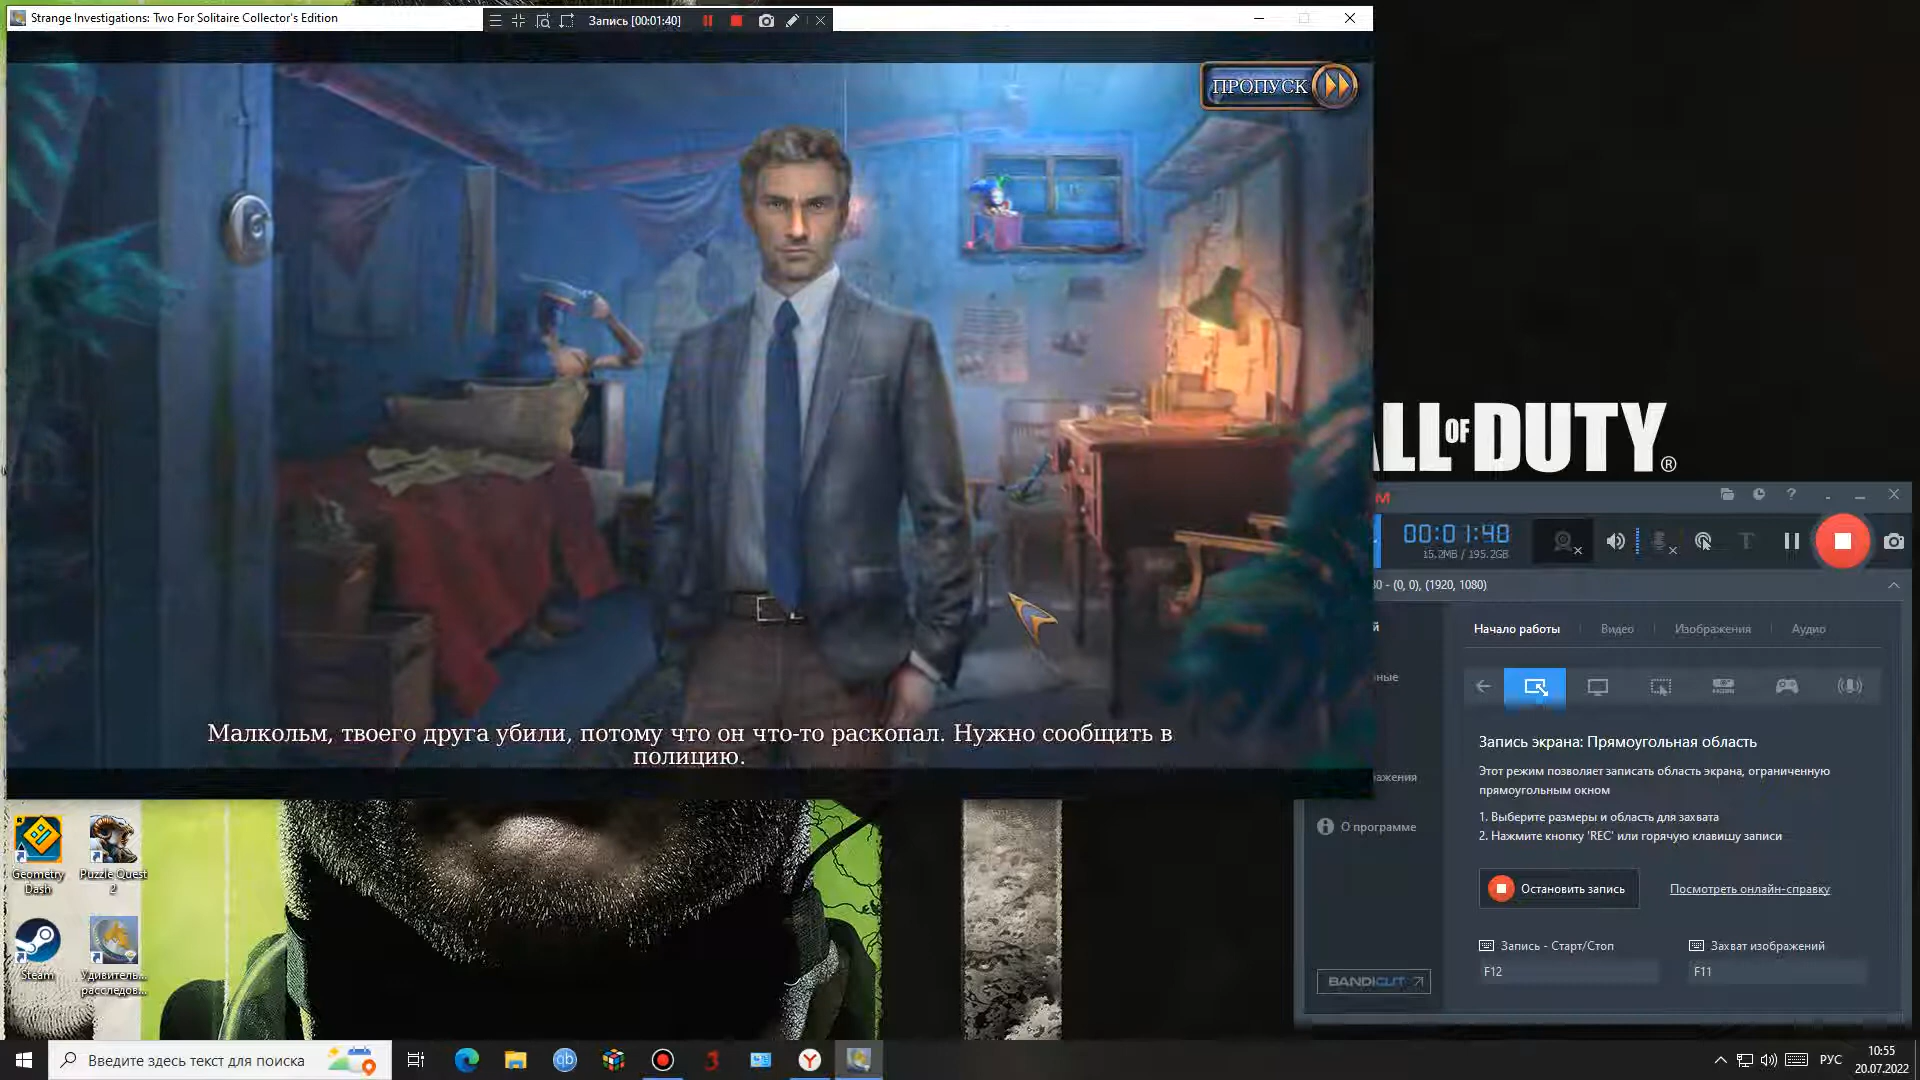 Strange Investigations: Two For Solitaire Collector's Edition
Запись [00:01:40]
ПРОПУСК
Малкольм, твоего друга убили, потому что он что-то раскопал. Нужно сообщить в
полицию.
ALL OF DUTY®
00:01:40
15.2MB / 195.2GB
- (0, 0), (1920, 1080)
Начало работы
Видео
Изображения
Аудио
HDMI
Запись экрана: Прямоугольная область
Этот режим позволяет записать область экрана, ограниченную
прямоугольным окном
1. Выберите размеры и область для захвата
2. Нажмите кнопку 'REC' или горячую клавишу записи
О программе
Остановить запись
Посмотреть онлайн-справку
Запись - Старт/Стоп
Захват изображений
F12
F11
BANDICUT
Geometry
Dash
Puzzle Quest
2
Steam
Удивитель...
расследов...
Введите здесь текст для поиска
qb
РУС
10:55
20.07.2022